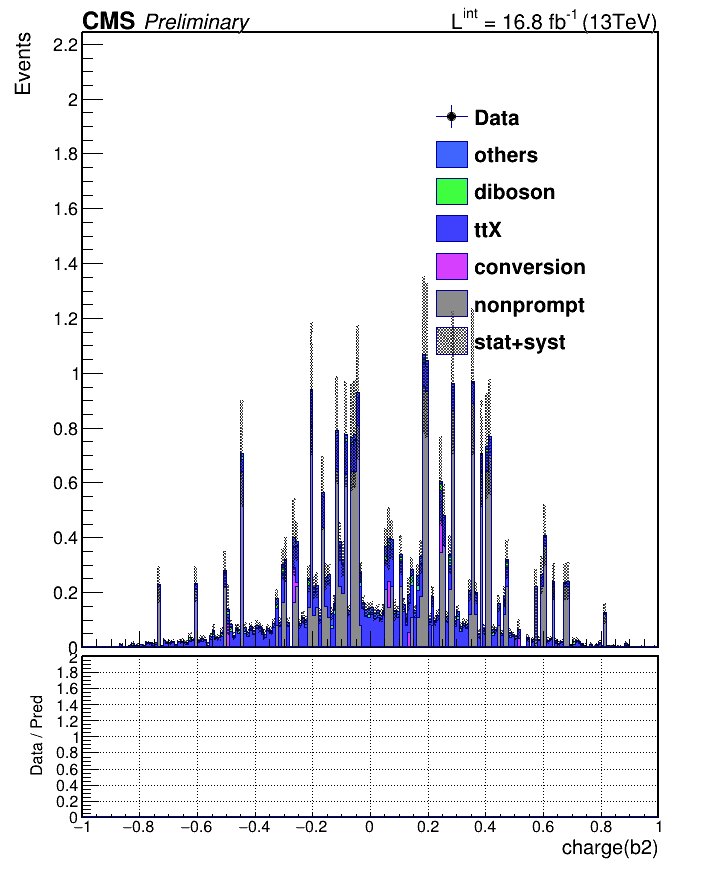 CMS Preliminary
L^int = 16.8 fb^-1 (13TeV)
Events
2.2
2
1.8
1.6
1.4
1.2
1
0.8
0.6
0.4
0.2
0
Data
others
diboson
ttX
conversion
nonprompt
stat+syst
Data / Pred
2
1.8
1.6
1.4
1.2
1
0.8
0.6
0.4
0.2
0
−1 −0.8 −0.6 −0.4 −0.2 0 0.2 0.4 0.6 0.8 1
charge(b2)